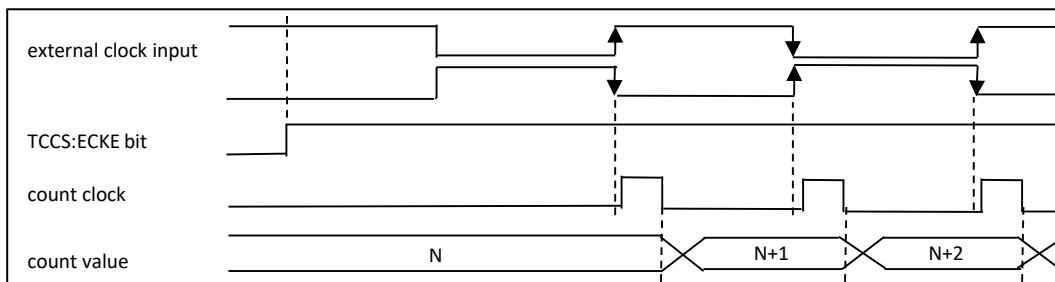 external clock input
TCCS:ECKE bit
count clock
count value N N+1 N+2